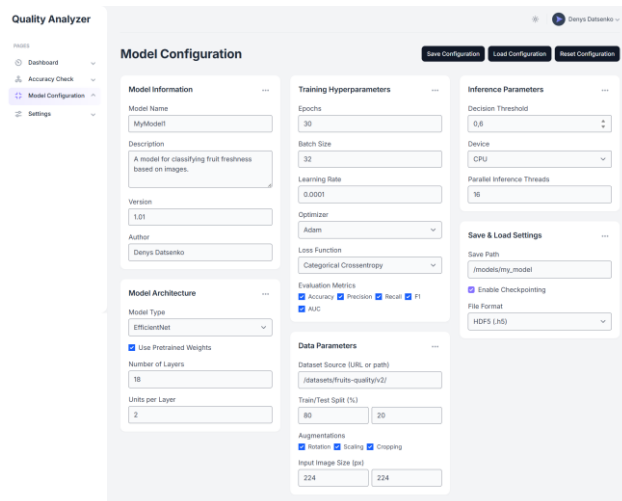 Quality Analyzer
Denys Datsenko
PAGES
Dashboard
Accuracy Check
Model Configuration
Settings
Model Configuration
Save Configuration
Load Configuration
Reset Configuration
Model Information
...
Model Name
MyModel1
Description
A model for classifying fruit freshness
based on images.
Version
1.01
Author
Denys Datsenko
Model Architecture
...
Model Type
EfficientNet
Use Pretrained Weights
Number of Layers
18
Units per Layer
2
Training Hyperparameters
...
Epochs
30
Batch Size
32
Learning Rate
0.0001
Optimizer
Adam
Loss Function
Categorical Crossentropy
Evaluation Metrics
Accuracy Precision Recall F1
AUC
Data Parameters
...
Dataset Source (URL or path)
/datasets/fruits-quality/v2/
Train/Test Split (%)
80 20
Augmentations
Rotation Scaling Cropping
Input Image Size (px)
224 224
Inference Parameters
...
Decision Threshold
0,6
Device
CPU
Parallel Inference Threads
16
Save & Load Settings
...
Save Path
/models/my_model
Enable Checkpointing
File Format
HDF5 (.h5)